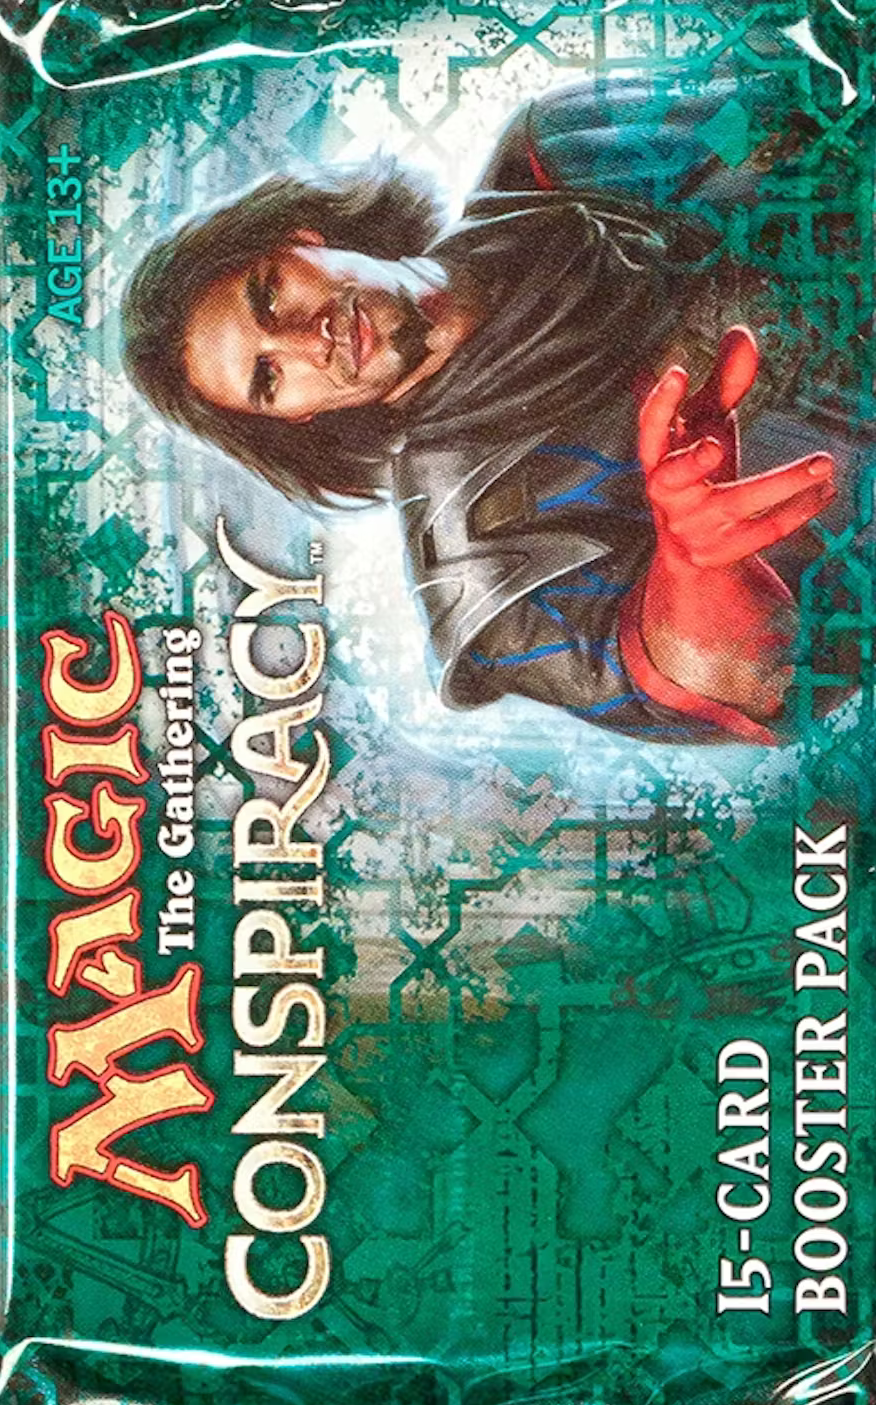 MAGIC
The Gathering
CONSPIRACY™
AGE 13+
15-CARD
BOOSTER PACK